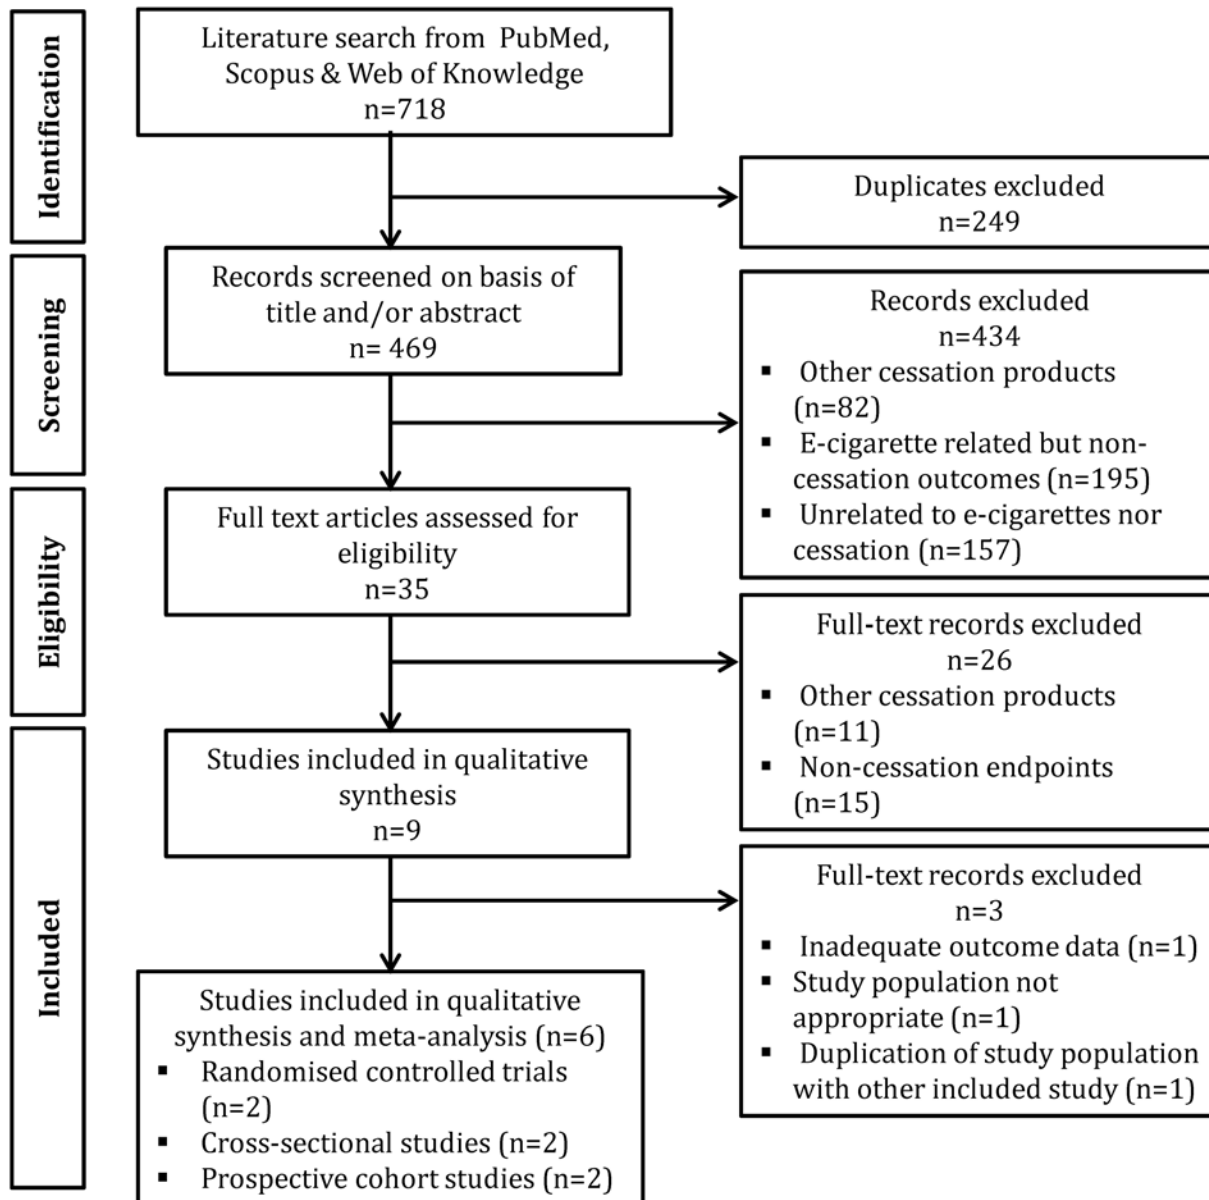 Identification
Literature search from PubMed,
Scopus & Web of Knowledge
n=718
Duplicates excluded
n=249
Screening
Records screened on basis of
title and/or abstract
n= 469
Records excluded
n=434
▪ Other cessation products
(n=82)
▪ E-cigarette related but non-
cessation outcomes (n=195)
▪ Unrelated to e-cigarettes nor
cessation (n=157)
Eligibility
Full text articles assessed for
eligibility
n=35
Full-text records excluded
n=26
▪ Other cessation products
(n=11)
▪ Non-cessation endpoints
(n=15)
Included
Studies included in qualitative
synthesis
n=9
Full-text records excluded
n=3
▪ Inadequate outcome data (n=1)
▪ Study population not
appropriate (n=1)
▪ Duplication of study population
with other included study (n=1)
Studies included in qualitative
synthesis and meta-analysis (n=6)
▪ Randomised controlled trials
(n=2)
▪ Cross-sectional studies (n=2)
▪ Prospective cohort studies (n=2)